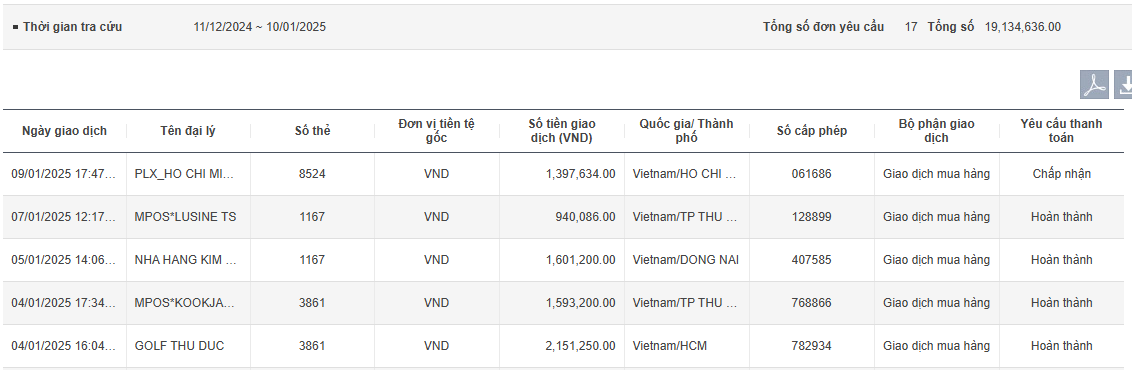 Thời gian tra cứu 11/12/2024 ~ 10/01/2025 Tổng số đơn yêu cầu 17 Tổng số 19,134,636.00
Ngày giao dịch Tên đại lý Số thẻ Đơn vị tiền tệ gốc Số tiền giao dịch (VND) Quốc gia/ Thành phố Số cấp phép Bộ phận giao dịch Yêu cầu thanh toán
09/01/2025 17:47... PLX_HO CHI MI... 8524 VND 1,397,634.00 Vietnam/HO CHI ... 061686 Giao dịch mua hàng Chấp nhận
07/01/2025 12:17... MPOS*LUSINE TS 1167 VND 940,086.00 Vietnam/TP THU ... 128899 Giao dịch mua hàng Hoàn thành
05/01/2025 14:06... NHA HANG KIM ... 1167 VND 1,601,200.00 Vietnam/DONG NAI 407585 Giao dịch mua hàng Hoàn thành
04/01/2025 17:34... MPOS*KOOKJA... 3861 VND 1,593,200.00 Vietnam/TP THU ... 768866 Giao dịch mua hàng Hoàn thành
04/01/2025 16:04... GOLF THU DUC 3861 VND 2,151,250.00 Vietnam/HCM 782934 Giao dịch mua hàng Hoàn thành